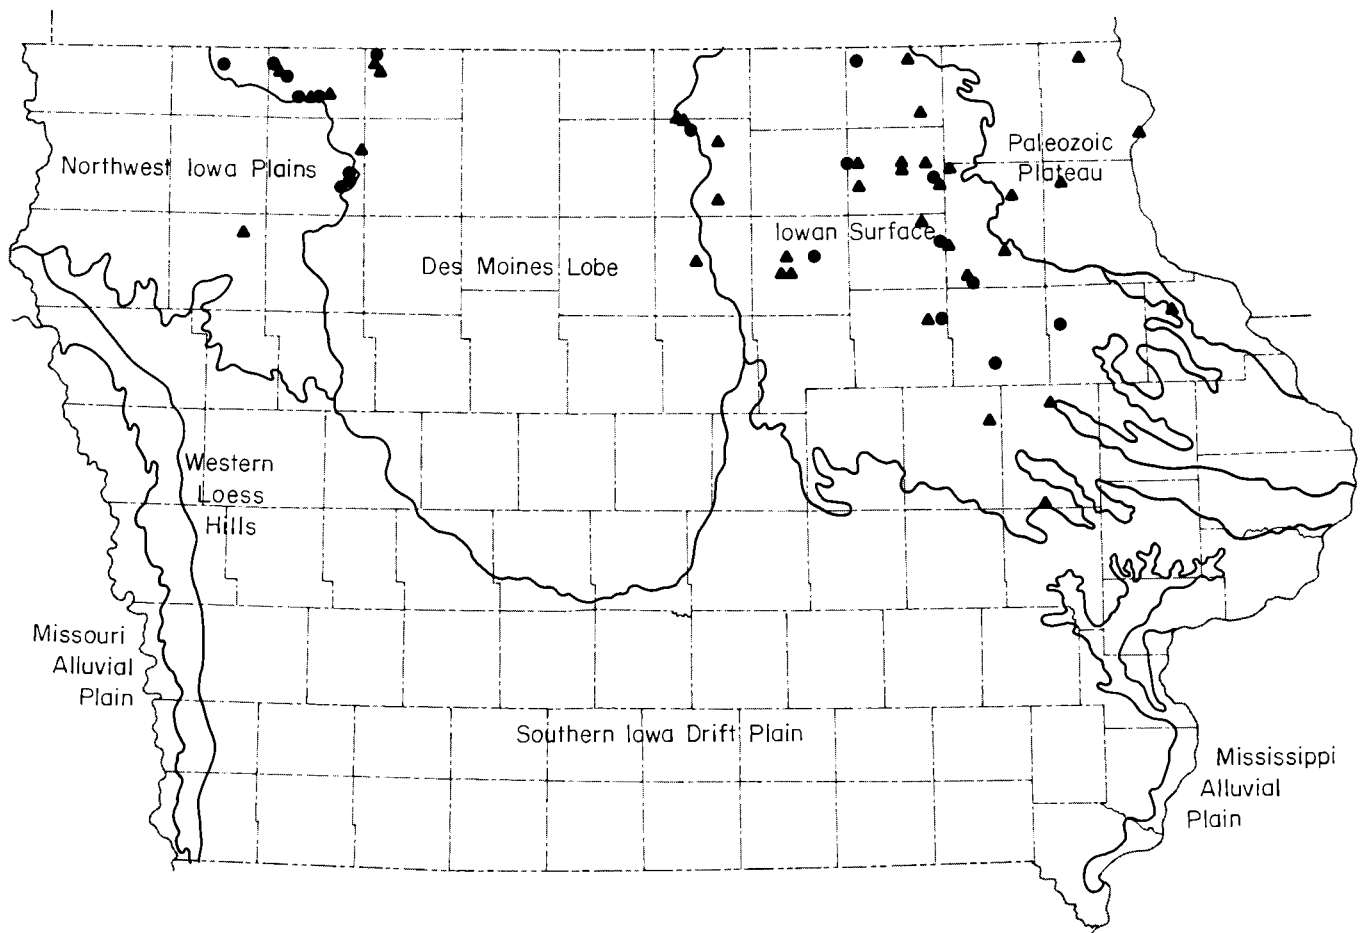 Northwest Iowa Plains
Paleozoic
Plateau
Iowan Surface
Des Moines Lobe
Western
Loess
Hills
Missouri
Alluvial
Plain
Southern Iowa Drift Plain
Mississippi
Alluvial
Plain